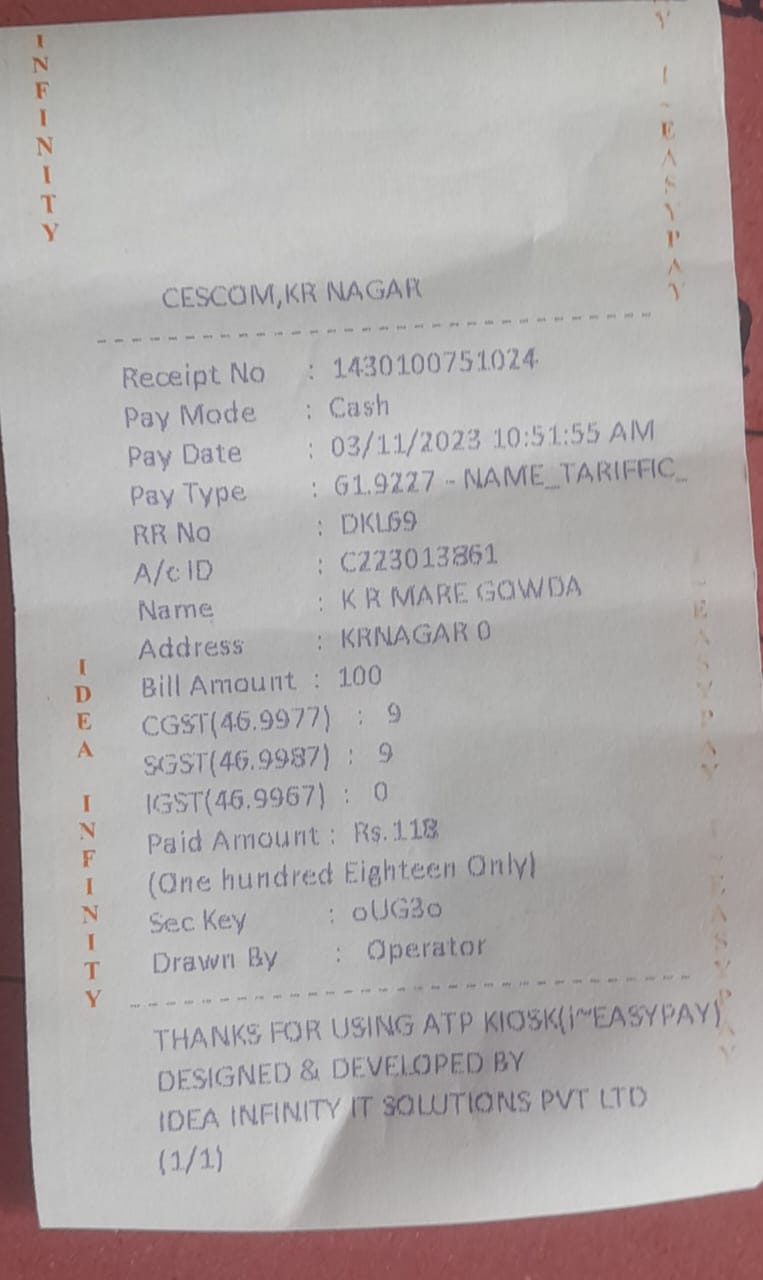 INFINITY
Y I~EASYPAY
CESCOM,KR NAGAR
Receipt No : 1430100751024
Pay Mode : Cash
Pay Date : 03/11/2023 10:51:55 AM
Pay Type : 61.9227 - NAME_TARIFFIC_
RR No : DKL69
A/c ID : C223013861
Name : K R MARE GOWDA
Address : KRNAGAR 0
Bill Amount : 100
CGST(46.9977) : 9
SGST(46.9987) : 9
IGST(46.9967) : 0
Paid Amount : Rs.118
(One hundred Eighteen Only)
Sec Key : oUG3o
Drawn By : Operator
IDEA INFINITY
I~EASYPAY
I~EASYPAY
THANKS FOR USING ATP KIOSK(i~EASYPAY)
DESIGNED & DEVELOPED BY
IDEA INFINITY IT SOLUTIONS PVT LTD
(1/1)